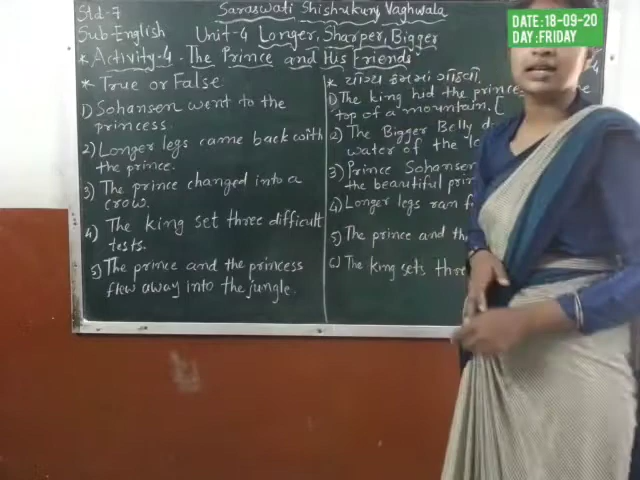 DATE:18-09-20
DAY:FRIDAY
Std-7
Saraswati Shishukunj, Vaghwala
Sub-English
Unit-4 Longer, Sharper, Bigger
* Activity-4. The Prince and His Friends
* True or False
1) Sohansen went to the
princess.
2) Longer legs came back with
the prince.
3) The prince changed into a
crow.
4) The king set three difficult
tests.
5) The prince and the princess
flew away into the jungle.
* યોગ્ય ક્રમમાં ગોઠવો.
1) The king hid the
top of a mountain. [
2) The Bigger Belly
water of the
3) Prince Sohansen
the beautiful
4) Longer legs ran
5) The prince and
6) The king sets